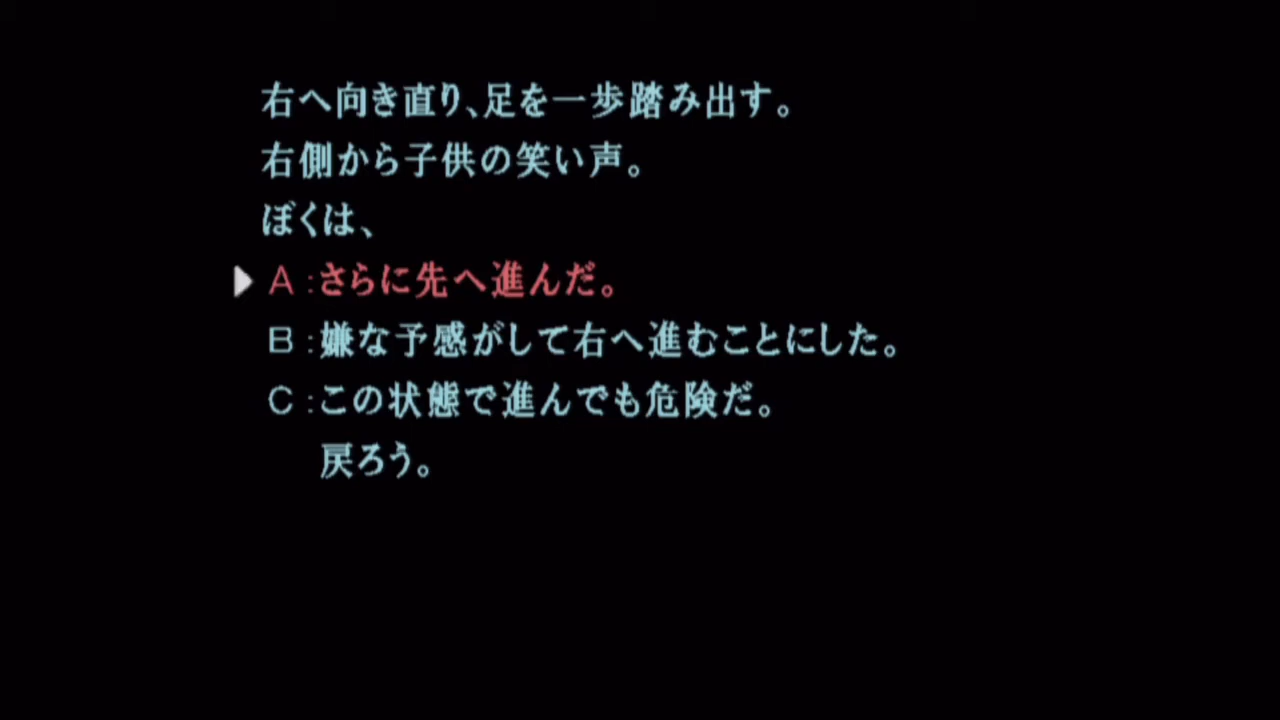 右へ向き直り、足を一歩踏み出す。
右側から子供の笑い声。
ぼくは、
A:さらに先へ進んだ。
B:嫌な予感がして右へ進むことにした。
C:この状態で進んでも危険だ。
戻ろう。